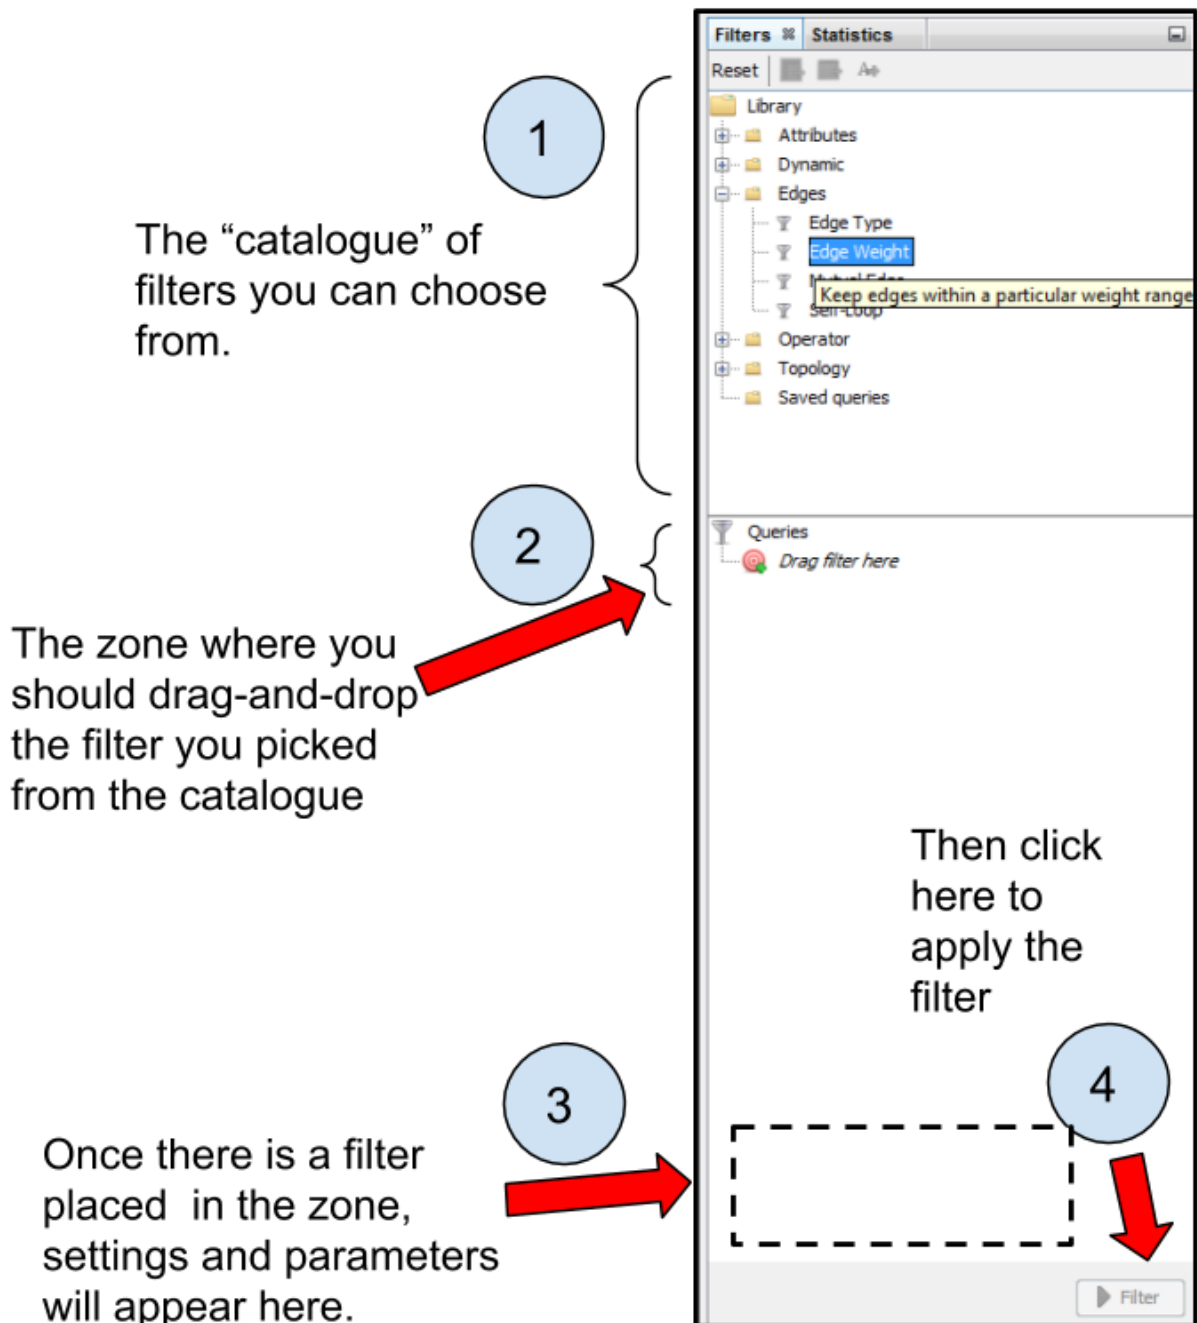 Filters Statistics
Reset
Library
Attributes
Dynamic
Edges
Edge Type
Edge Weight
Keep edges within a particular weight range
Self-Loop
Operator
Topology
Saved queries
1
The “catalogue” of
filters you can choose
from.
2
Queries
Drag filter here
The zone where you
should drag-and-drop
the filter you picked
from the catalogue
Then click
here to
apply the
filter
4
3
Once there is a filter
placed in the zone,
settings and parameters
will appear here.
Filter